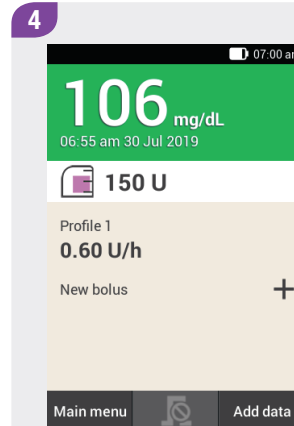 4
07:00 am
106 mg/dL
06:55 am 30 Jul 2019
150 U
Profile 1
0.60 U/h
New bolus
Main menu
Add data